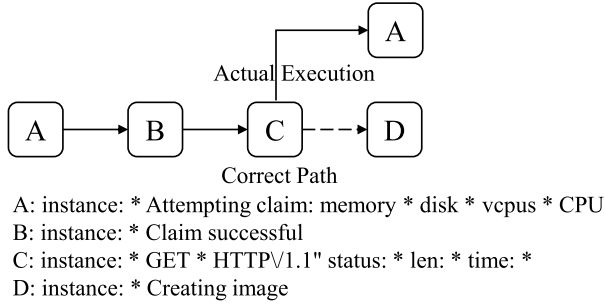 A
Actual Execution
A
B
C
D
Correct Path
A: instance: * Attempting claim: memory * disk * vcpus * CPU
B: instance: * Claim successful
C: instance: * GET * HTTP\/1.1" status: * len: * time: *
D: instance: * Creating image